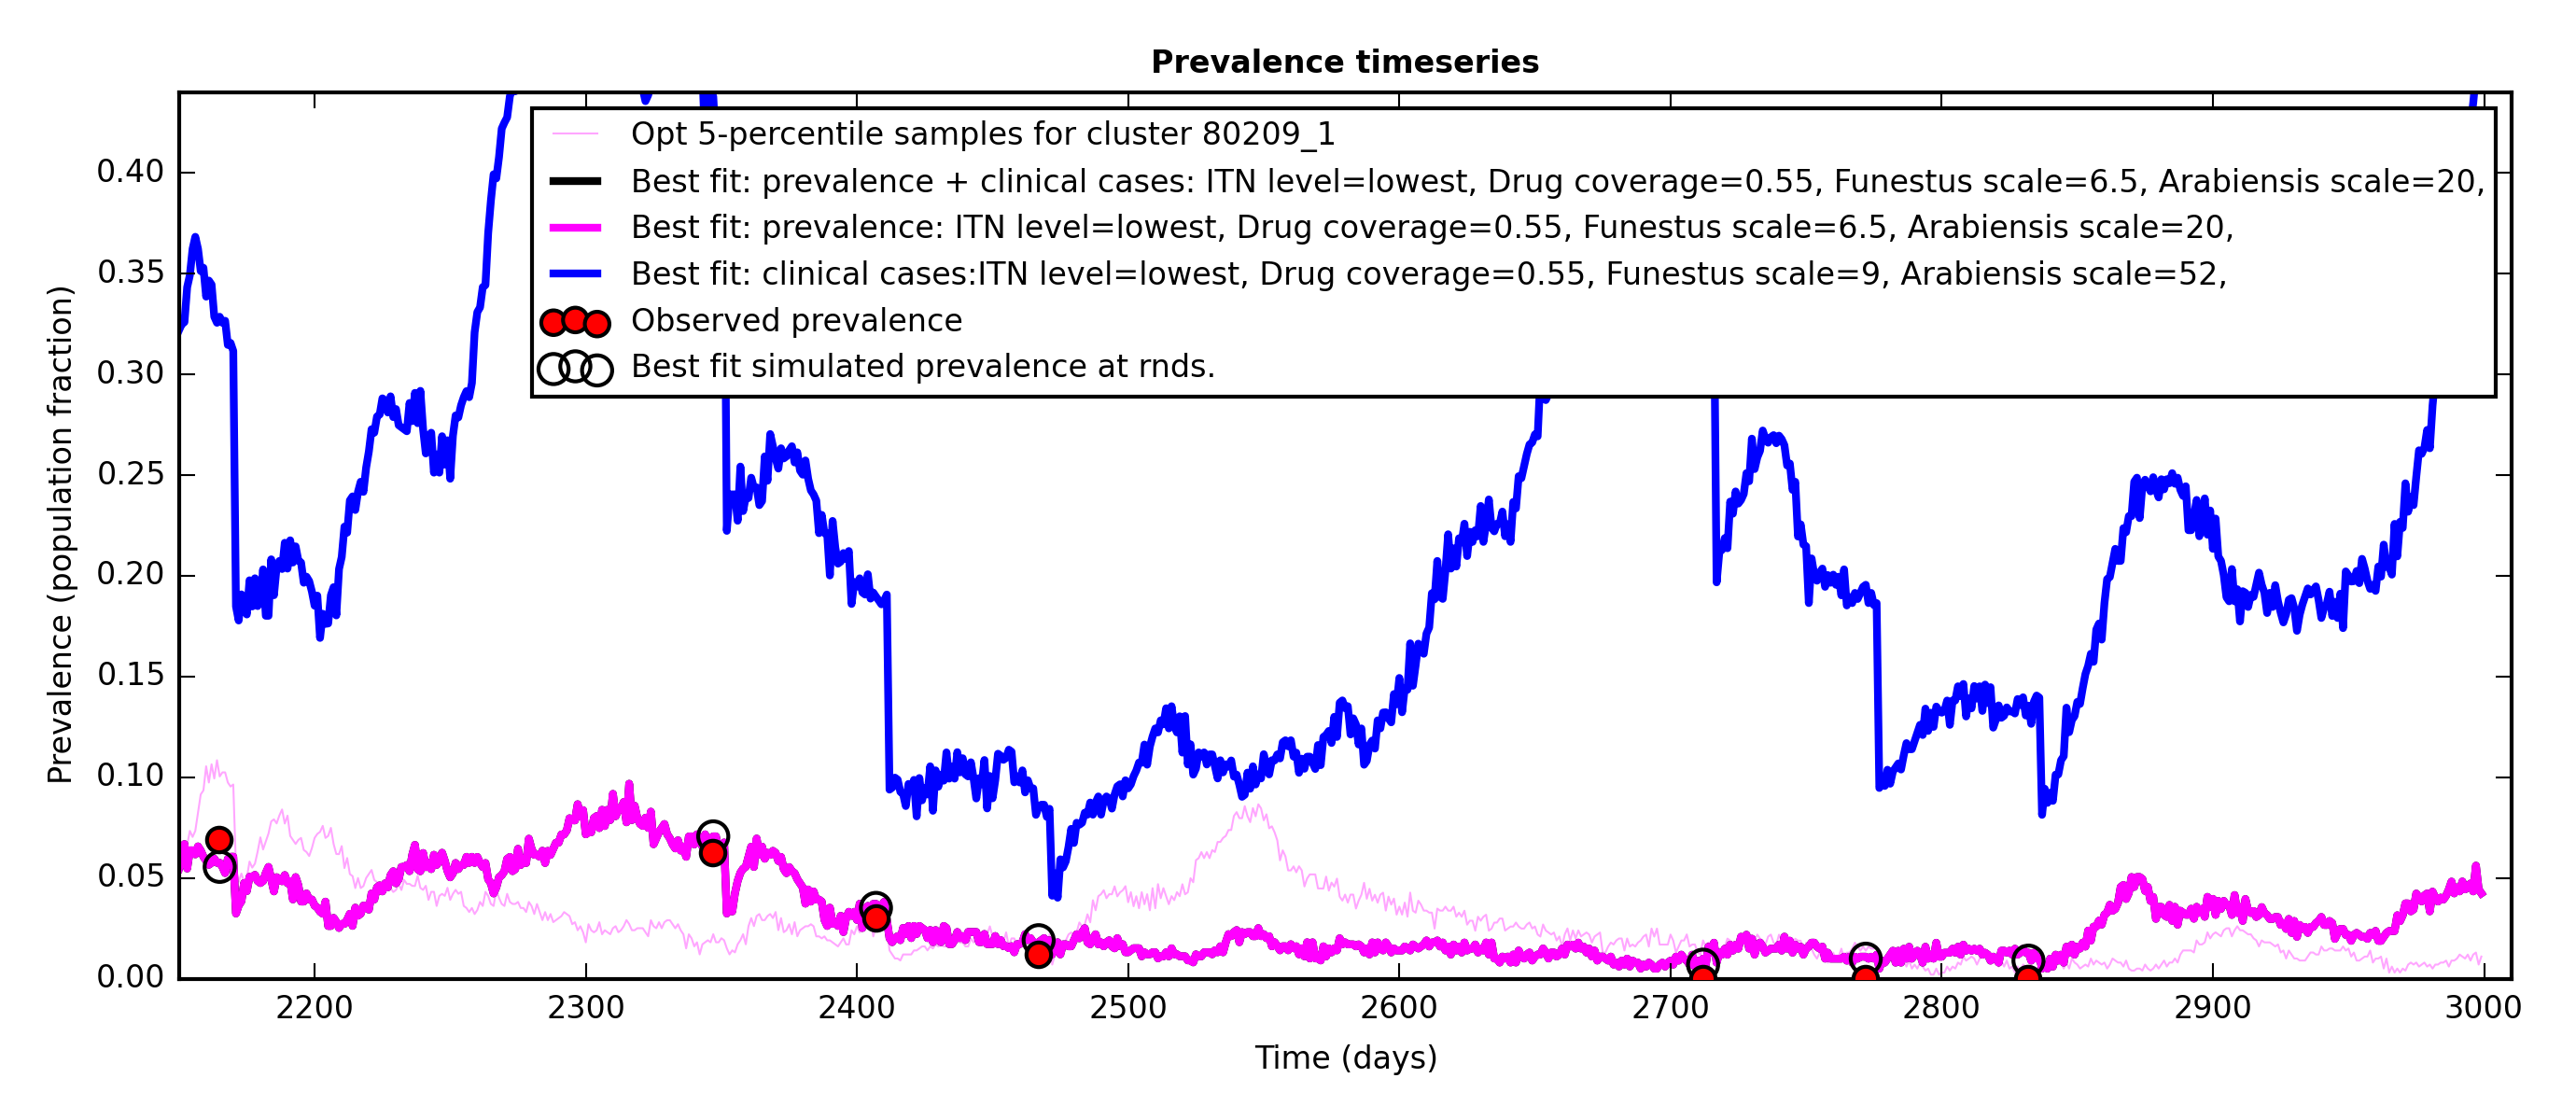 Prevalence timeseries
Opt 5-percentile samples for cluster 80209_1
Best fit: prevalence + clinical cases: ITN level=lowest, Drug coverage=0.55, Funestus scale=6.5, Arabiensis scale=20,
Best fit: prevalence: ITN level=lowest, Drug coverage=0.55, Funestus scale=6.5, Arabiensis scale=20,
Best fit: clinical cases:ITN level=lowest, Drug coverage=0.55, Funestus scale=9, Arabiensis scale=52,
Observed prevalence
Best fit simulated prevalence at rnds.
Prevalence (population fraction)
0.40
0.35
0.30
0.25
0.20
0.15
0.10
0.05
0.00
2200 2300 2400 2500 2600 2700 2800 2900 3000
Time (days)